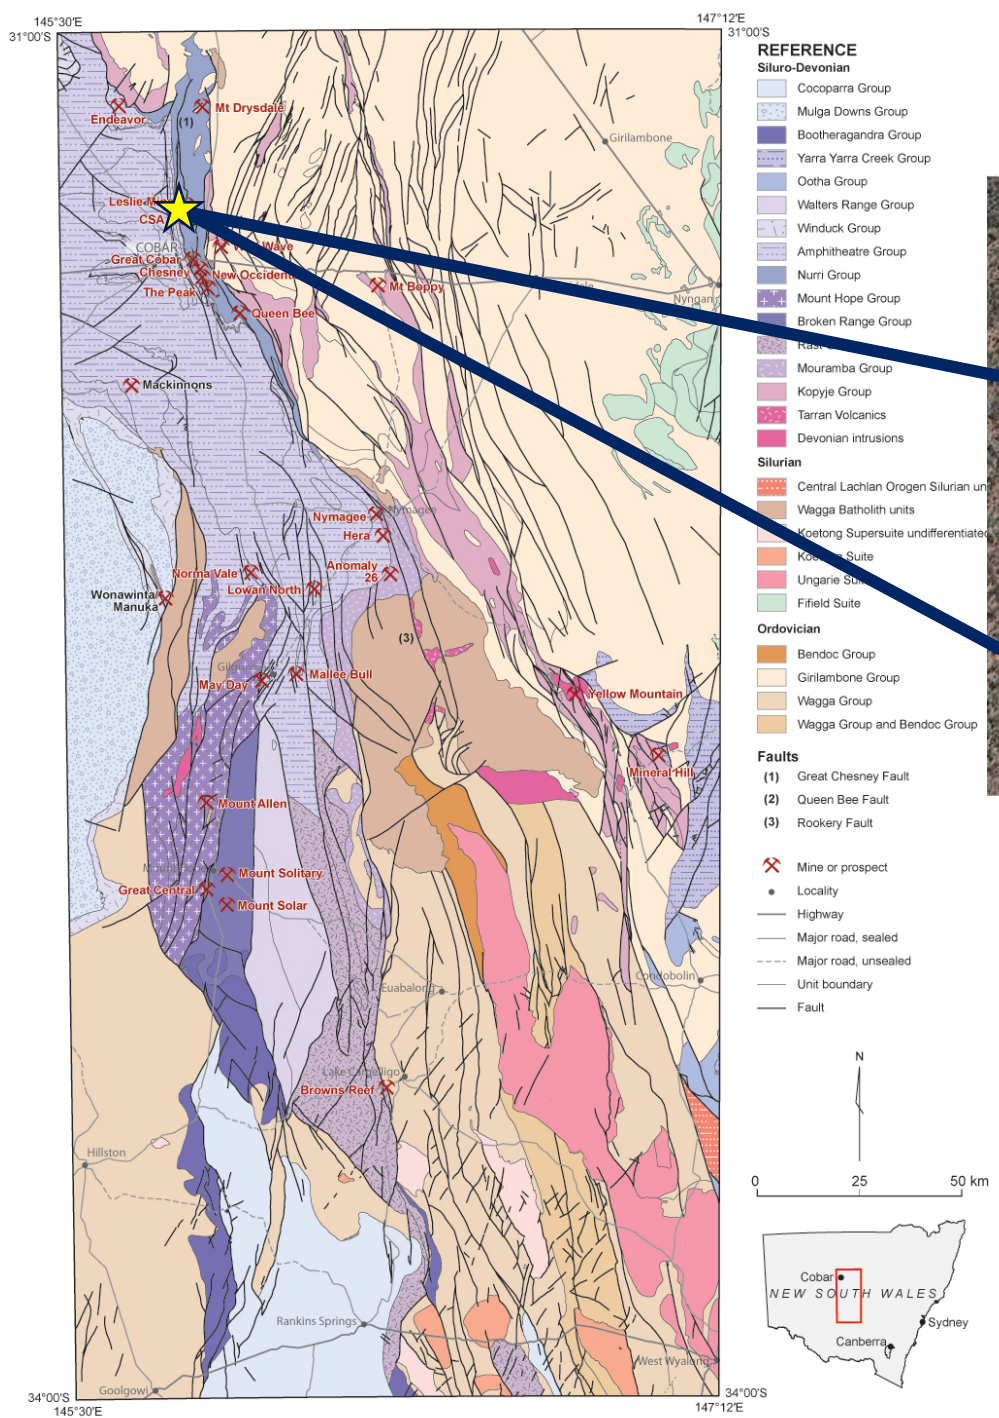 145°30'E
147°12'E
31°00'S
31°00'S
Endeavor
Mt Drysdale
(1)
Girilambone
CSA
COBAR
Wave
Great Cobar
Chesney
New Occident
The Peak
Mt Boppy
Nyngan
Queen Bee
Mackinnons
Nymagee
Nymagee
Hera
Anomaly
26
Norma Vale
Lowan North
Wonawinta/
Manuka
(3)
Mallee Bull
May Day
Yellow Mountain
Mineral Hill
Mount Allen
Mount Solitary
Great Central
Mount Solar
Condobolin
Euabalong
Lake Cargelligo
Browns Reef
Hillston
Rankins Springs
West Wyalong
Goolgowi
34°00'S
34°00'S
145°30'E
147°12'E
REFERENCE
Siluro-Devonian
Cocoparra Group
Mulga Downs Group
Bootheragandra Group
Yarra Yarra Creek Group
Ootha Group
Walters Range Group
Winduck Group
Amphitheatre Group
Nurri Group
Mount Hope Group
Broken Range Group
Rast
Mouramba Group
Kopyje Group
Tarran Volcanics
Devonian intrusions
Silurian
Central Lachlan Orogen Silurian un
Wagga Batholith units
Koetong Supersuite undifferentiated
Suite
Ungarie
Fifield Suite
Ordovician
Bendoc Group
Girilambone Group
Wagga Group
Wagga Group and Bendoc Group
Faults
(1) Great Chesney Fault
(2) Queen Bee Fault
(3) Rookery Fault
Mine or prospect
Locality
Highway
Major road, sealed
Major road, unsealed
Unit boundary
Fault
N
0 25 50 km
Cobar
NEW SOUTH WALES
Sydney
Canberra